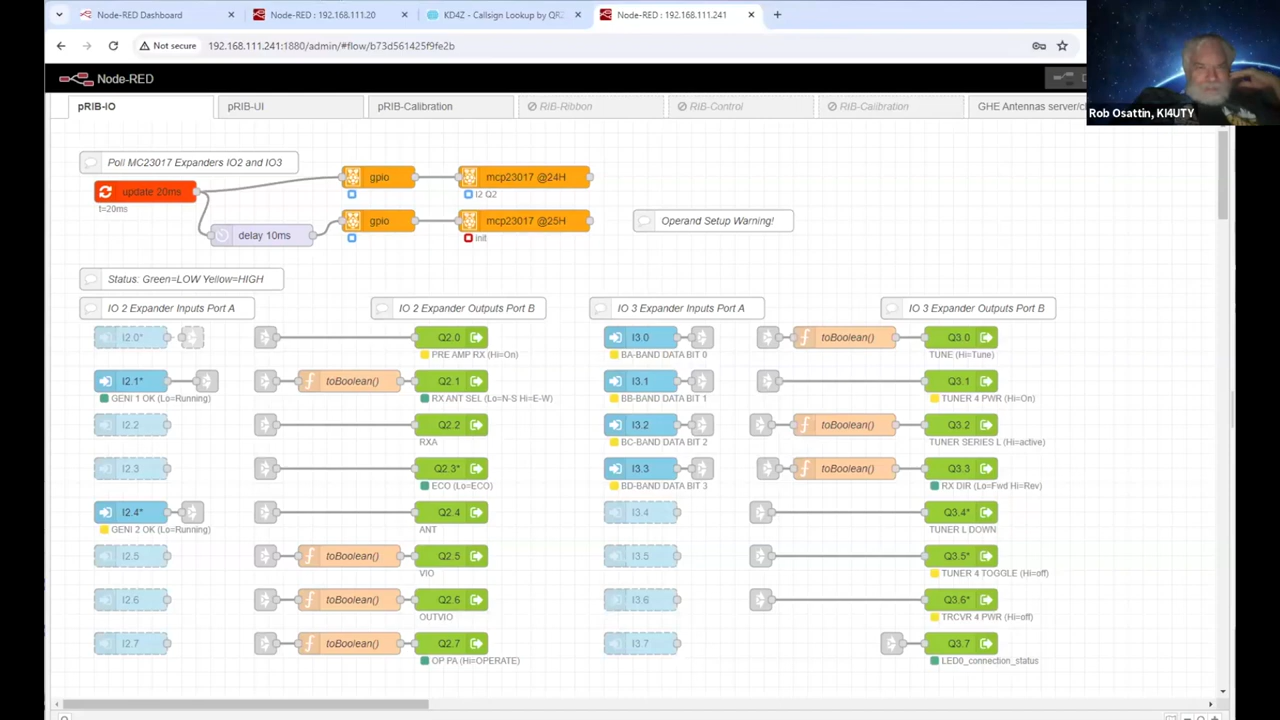 Node-RED Dashboard
Node-RED : 192.168.111.20
KD4Z - Callsign Lookup by QRZ
Node-RED : 192.168.111.241
Not secure
192.168.111.241:1880/admin/#flow/b73d561425f9fe2b
Node-RED
Rob Osattin, KI4UTY
pRIB-IO
pRIB-UI
pRIB-Calibration
RIB-Ribbon
RIB-Control
RIB-Calibration
GHE Antennas server/cl
Poll MC23017 Expanders IO2 and IO3
update 20ms
t=20ms
gpio
mcp23017 @24H
I2 Q2
delay 10ms
gpio
mcp23017 @25H
init
Operand Setup Warning!
Status: Green=LOW Yellow=HIGH
IO 2 Expander Inputs Port A
IO 2 Expander Outputs Port B
IO 3 Expander Inputs Port A
IO 3 Expander Outputs Port B
I2.0*
Q2.0
PRE AMP RX (Hi=On)
I3.0
BA-BAND DATA BIT 0
toBoolean()
Q3.0
TUNE (Hi=Tune)
I2.1*
GENI 1 OK (Lo=Running)
toBoolean()
Q2 1
RX ANT SEL (Lo=N-S Hi=E-W)
I3.1
BB-BAND DATA BIT 1
Q3.1
TUNER 4 PWR (Hi=On)
I2.2
Q2.2
RXA
I3.2
BC-BAND DATA BIT 2
toBoolean()
Q3.2
TUNER SERIES L (Hi=active)
I2.3
Q2.3*
ECO (Lo=ECO)
I3.3
BD-BAND DATA BIT 3
toBoolean()
Q3.3
RX DIR (Lo=Fwd Hi=Rev)
I2.4*
GENI 2 OK (Lo=Running)
Q2.4
ANT
I3.4
Q3.4*
TUNER L DOWN
I2.5
toBoolean()
Q2.5
VIO
I3.5
Q3.5*
TUNER 4 TOGGLE (Hi=off)
I2.6
toBoolean()
Q2.6
OUTVIO
I3.6
Q3.6*
TRCVR 4 PWR (Hi=off)
I2.7
toBoolean()
Q2.7
OP PA (Hi=OPERATE)
I3.7
Q3.7
LED0_connection_status